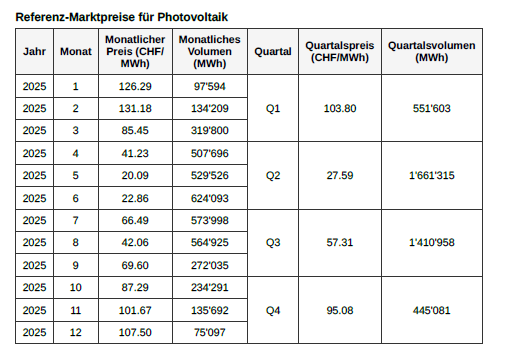 Referenz-Marktpreise für Photovoltaik
Jahr Monat Monatlicher Preis (CHF/ MWh) Monatliches Volumen (MWh) Quartal Quartalspreis (CHF/MWh) Quartalsvolumen (MWh)
2025 1 126.29 97'594
2025 2 131.18 134'209 Q1 103.80 551'603
2025 3 85.45 319'800
2025 4 41.23 507'696
2025 5 20.09 529'526 Q2 27.59 1'661'315
2025 6 22.86 624'093
2025 7 66.49 573'998
2025 8 42.06 564'925 Q3 57.31 1'410'958
2025 9 69.60 272'035
2025 10 87.29 234'291
2025 11 101.67 135'692 Q4 95.08 445'081
2025 12 107.50 75'097